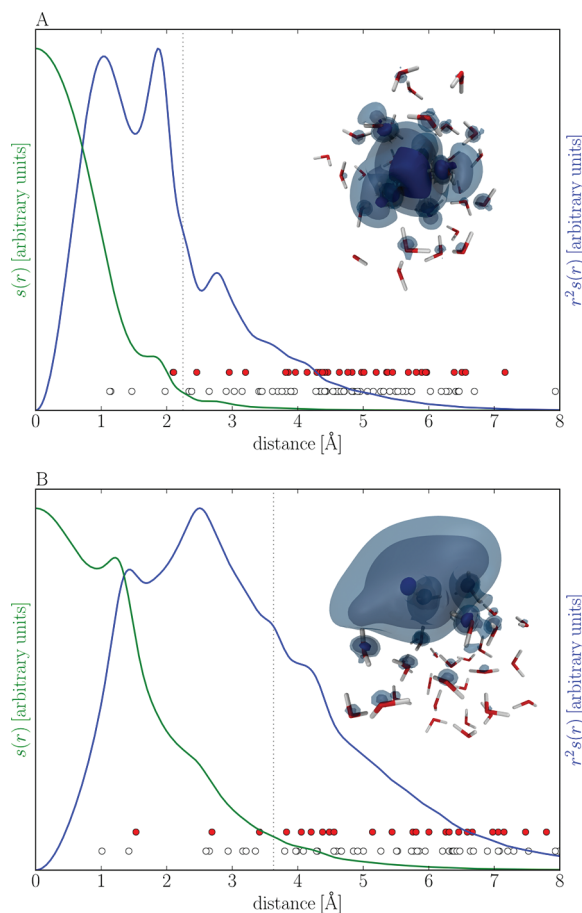 A
s(r) [arbitrary units]
r²s(r) [arbitrary units]
0 1 2 3 4 5 6 7 8
distance [Å]
B
s(r) [arbitrary units]
r²s(r) [arbitrary units]
0 1 2 3 4 5 6 7 8
distance [Å]